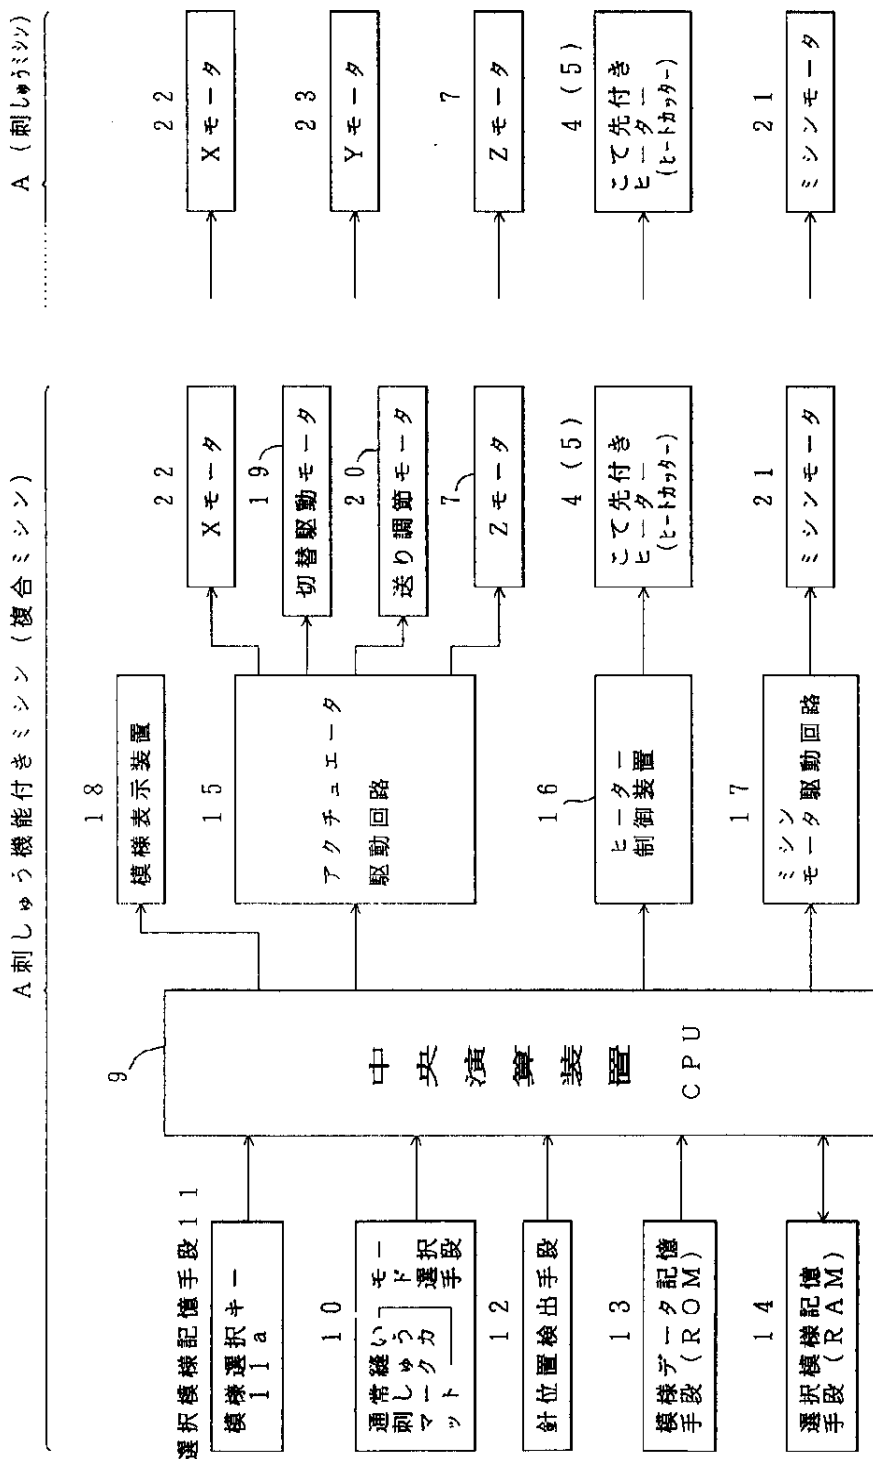 A刺しゅう機能付きミシン(複合ミシン)
A(刺しゅうミシン)
選択模様記憶手段11
模様選択キー
11a
10
通常縫い
刺しゅう
マークカ
ット
モード
選択
手段
12
針位置検出手段
13
模様データ記憶
手段(ROM)
14
選択模様記憶
手段(RAM)
9
中央演算装置
CPU
18
模様表示装置
15
アクチュエータ
駆動回路
16
ヒーター
制御装置
17
ミシン
モータ駆動回路
22
Xモータ
19
切替駆動モータ
20
送り調節モータ
7
Zモータ
4(5)
こて先付き
ヒーター
(ヒートカッター)
21
ミシンモータ
22
Xモータ
23
Yモータ
7
Zモータ
4(5)
こて先付き
ヒーター
(ヒートカッター)
21
ミシンモータ